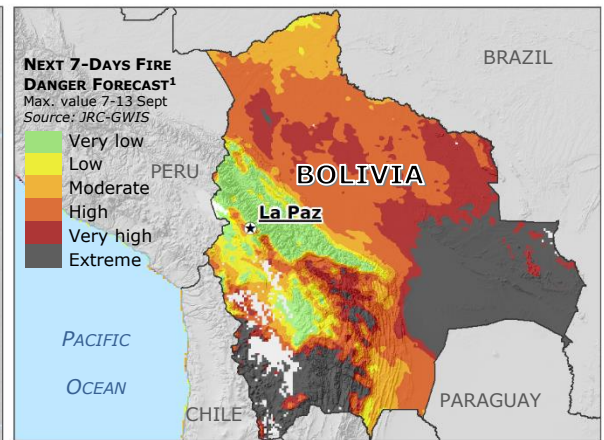 NEXT 7-DAYS FIRE
DANGER FORECAST¹
Max. value 7-13 Sept
Source: JRC-GWIS
Very low
Low
Moderate
High
Very high
Extreme
BRAZIL
PERU
BOLIVIA
La Paz
PACIFIC
OCEAN
CHILE
PARAGUAY